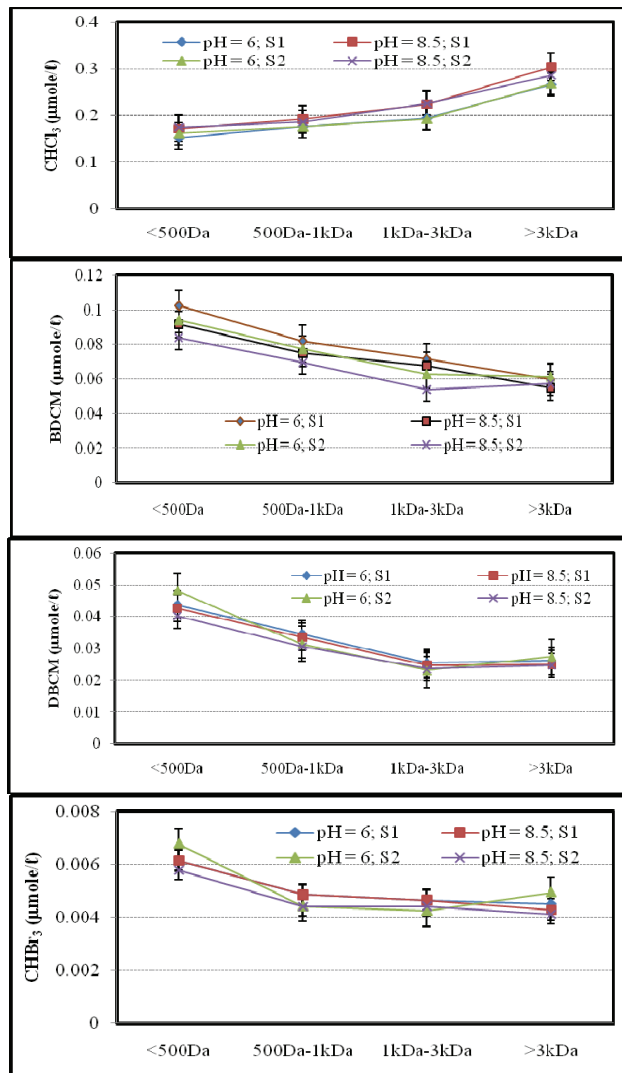 0.4
pH = 6; S1
pH = 8.5; S1
pH = 6; S2
pH = 8.5; S2
0.3
0.2
0.1
0
CHCl₃ (µmole/ℓ)
<500Da
500Da-1kDa
1kDa-3kDa
>3kDa
0.12
0.1
0.08
0.06
0.04
0.02
0
BDCM (µmole/ℓ)
pH = 6; S1
pH = 8.5; S1
pH = 6; S2
pH = 8.5; S2
<500Da
500Da-1kDa
1kDa-3kDa
>3kDa
0.06
0.05
0.04
0.03
0.02
0.01
0
DBCM (µmole/ℓ)
pH = 6; S1
pH = 8.5; S1
pH = 6; S2
pH = 8.5; S2
<500Da
500Da-1kDa
1kDa-3kDa
>3kDa
0.008
0.006
0.004
0.002
0
CHBr₃ (µmole/ℓ)
pH = 6; S1
pH = 8.5; S1
pH = 6; S2
pH = 8.5; S2
<500Da
500Da-1kDa
1kDa-3kDa
>3kDa